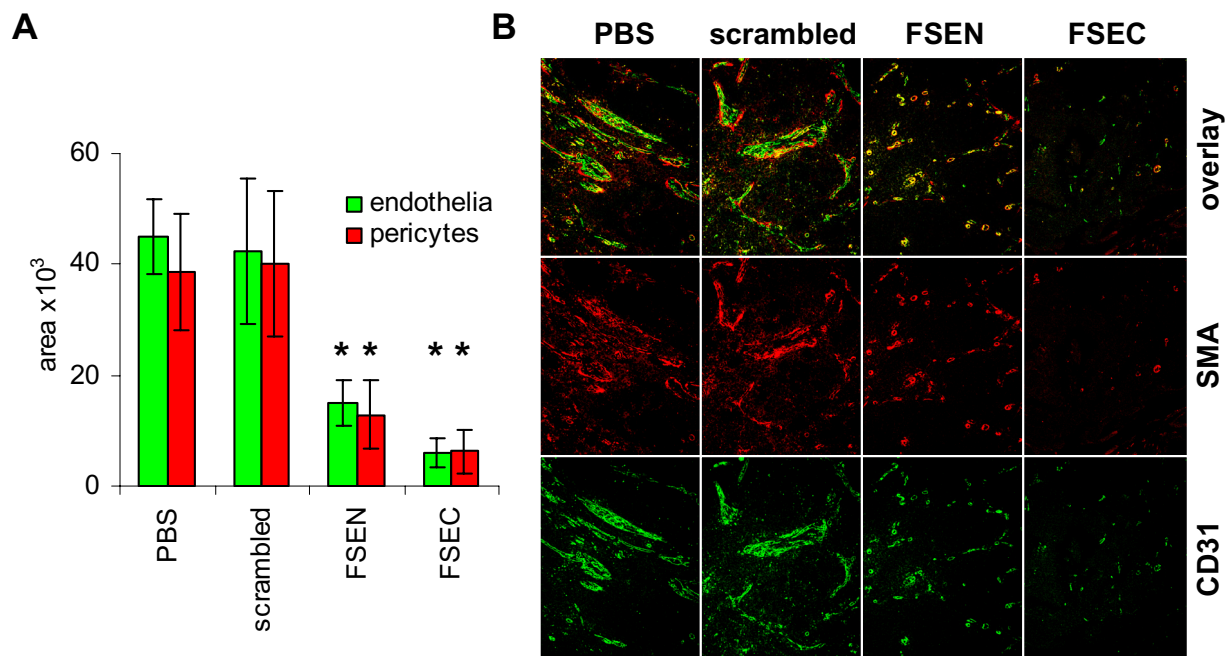 A
area x10³
60
40
20
0
endothelia
pericytes
* * * *
PBS
scrambled
FSEN
FSEC
B
PBS scrambled FSEN FSEC
overlay
SMA
CD31